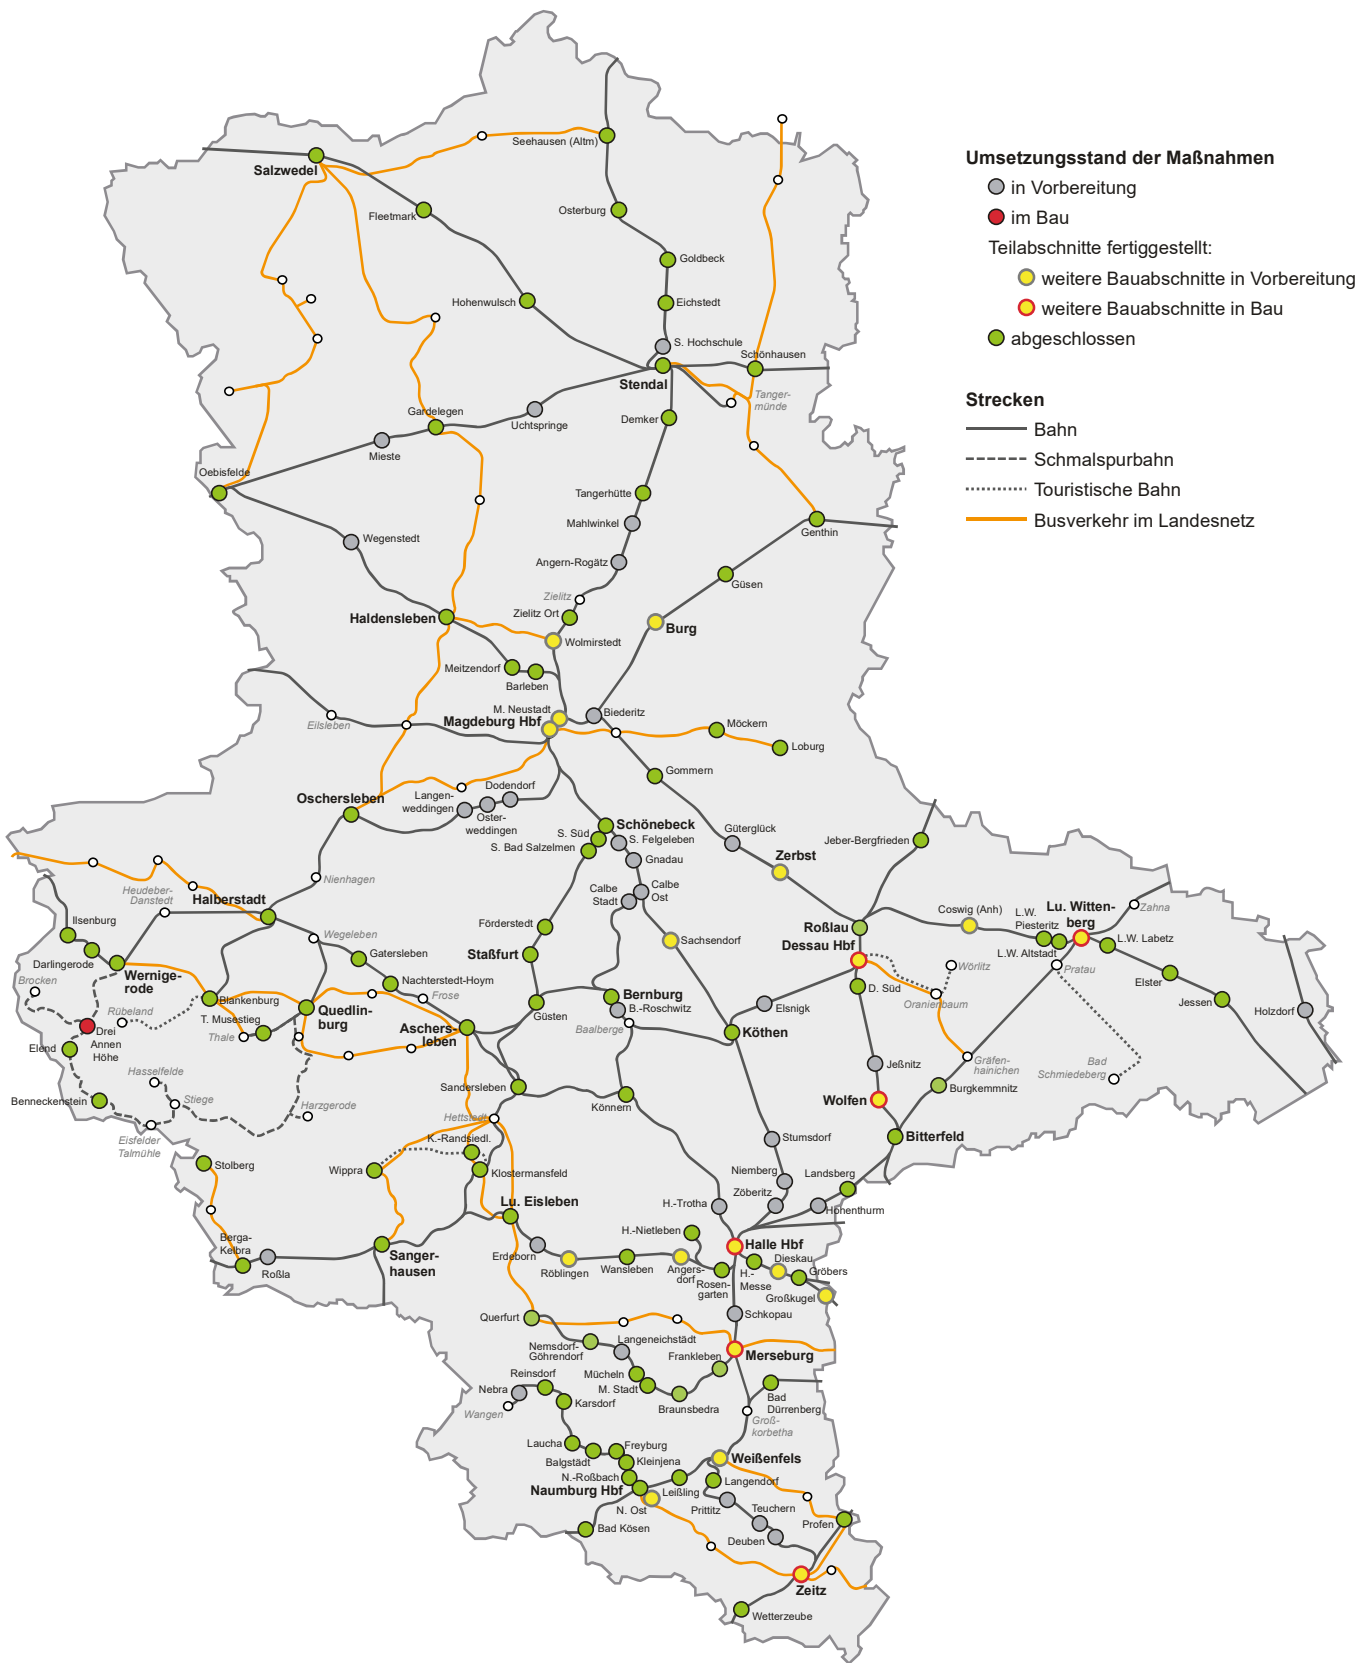 Umsetzungsstand der Maßnahmen
in Vorbereitung
im Bau
Teilabschnitte fertiggestellt:
weitere Bauabschnitte in Vorbereitung
weitere Bauabschnitte in Bau
abgeschlossen
Strecken
Bahn
Schmalspurbahn
Touristische Bahn
Busverkehr im Landesnetz
Seehausen (Altm)
Salzwedel
Fleetmark
Osterburg
Goldbeck
Hohenwulsch
Eichstedt
S. Hochschule
Schönhausen
Stendal
Tanger-
münde
Gardelegen
Uchtspringe
Demker
Mieste
Oebisfelde
Tangerhütte
Mahlwinkel
Genthin
Wegenstedt
Angern-Rogätz
Güsen
Zielitz
Zielitz Ort
Haldensleben
Burg
Wolmirstedt
Meitzendorf
Barleben
M. Neustadt
Biederitz
Magdeburg Hbf
Eilsleben
Möckern
Loburg
Gommern
Dodendorf
Langen-
weddingen
Oster-
weddingen
Oschersleben
Schönebeck
S. Süd
S. Felgeleben
S. Bad Salzelmen
Gnadau
Güterglück
Zerbst
Jeber-Bergfrieden
Nienhagen
Heudeber-
Danstedt
Halberstadt
Calbe
Stadt
Calbe
Ost
Coswig (Anh)
L.W.
Piesteritz
Lu. Witten-
berg
Zahna
Ilsenburg
Wegeleben
Förderstedt
Sachsendorf
Roßlau
Dessau Hbf
L.W. Altstadt
L.W. Labetz
Darlingerode
Gatersleben
Staßfurt
Pratau
Wörlitz
Elster
Wernige-
rode
Nachterstedt-Hoym
Brocken
Frose
Blankenburg
Bernburg
D. Süd
Oranienbaum
Jessen
Rübeland
T. Musestieg
Quedlin-
burg
Güsten
B.-Roschwitz
Elsnigk
Holzdorf
Thale
Aschers-
leben
Baalberge
Köthen
Drei
Annen
Höhe
Elend
Gräfen-
hainichen
Bad
Schmiedeberg
Jeßnitz
Hasselfelde
Sandersleben
Burgkemmnitz
Benneckenstein
Stiege
Harzgerode
Könnern
Wolfen
Hettstedt
Eisfelder
Talmühle
K.-Randsiedl.
Bitterfeld
Stumsdorf
Stolberg
Wippra
Klostermansfeld
Niemberg
Landsberg
Zöberitz
Hohenthurm
Lu. Eisleben
H.-Trotha
H.-Nietleben
Halle Hbf
Berga-
Kelbra
Roßla
Sanger-
hausen
Erdeborn
Röblingen
Wansleben
Angers-
dorf
Rosen-
garten
H.-
Messe
Dieskau
Gröbers
Großkugel
Querfurt
Schkopau
Nemsdorf-
Göhrendorf
Langeneichstädt
Frankleben
Merseburg
Mücheln
M. Stadt
Braunsbedra
Reinsdorf
Nebra
Karsdorf
Wangen
Bad
Dürrenberg
Groß-
korbetha
Laucha
Freyburg
Balgstädt
Kleinjena
Weißenfels
N.-Roßbach
Langendorf
Naumburg Hbf
Leißling
N. Ost
Prittitz
Teuchern
Profen
Bad Kösen
Deuben
Zeitz
Wetterzeube